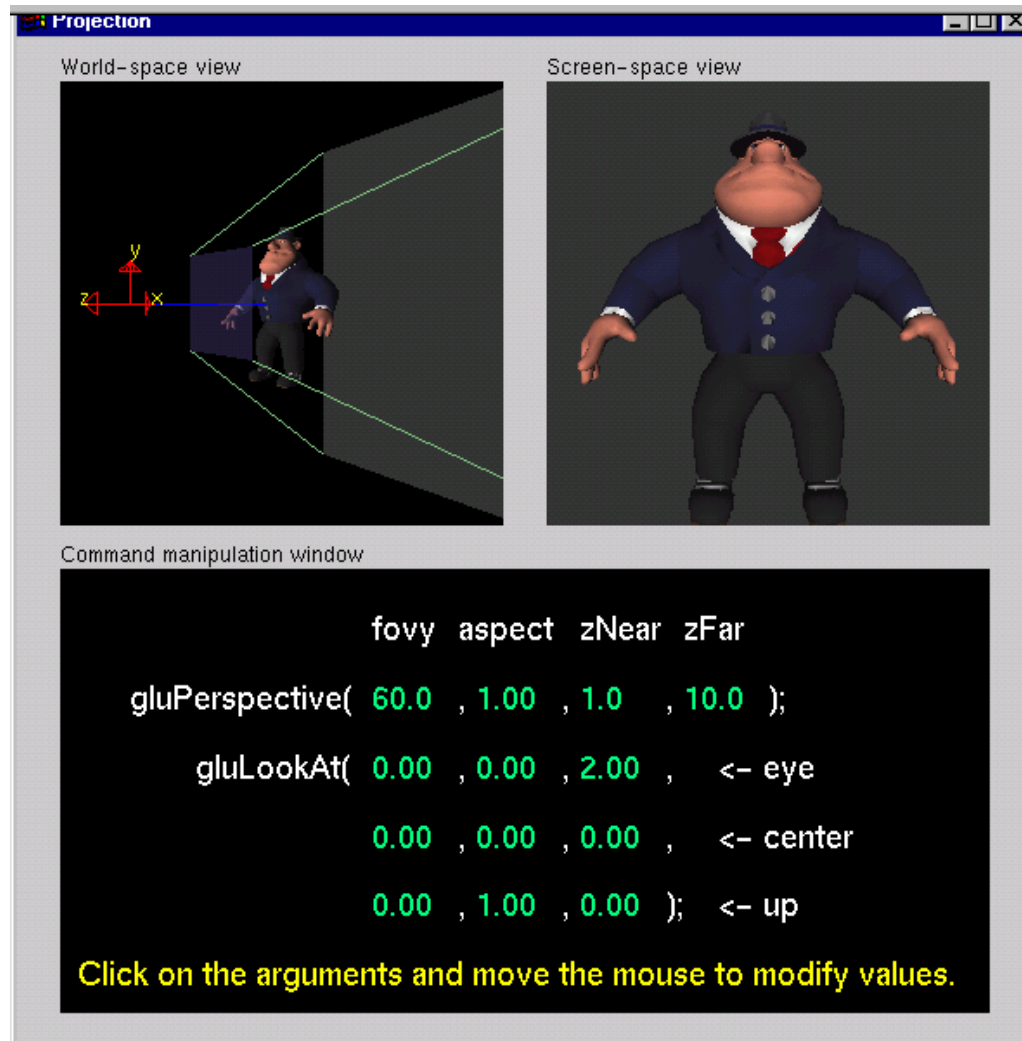 Projection
World-space view
Screen-space view
y
z
x
Command manipulation window
fovy aspect zNear zFar
gluPerspective( 60.0 , 1.00 , 1.0 , 10.0 );
gluLookAt( 0.00 , 0.00 , 2.00 , <- eye
0.00 , 0.00 , 0.00 , <- center
0.00 , 1.00 , 0.00 ); <- up
Click on the arguments and move the mouse to modify values.